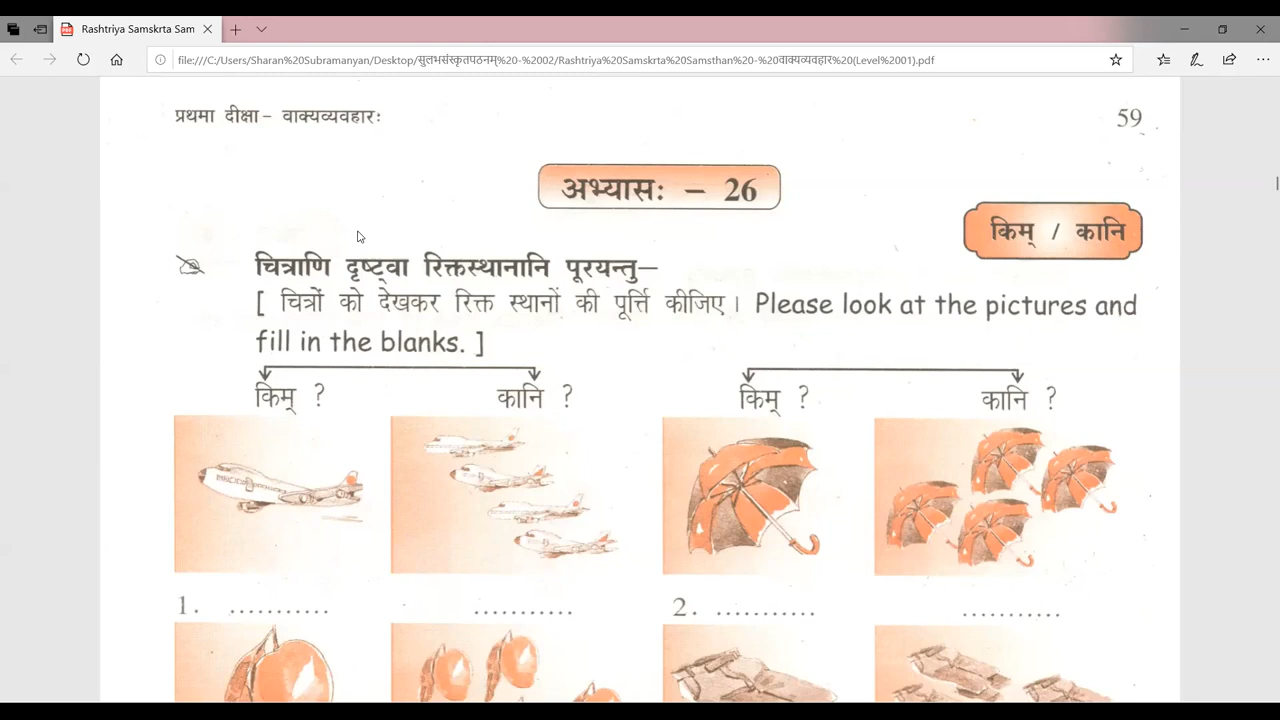 Rashtriya Samskrta Sam
file:///C:/Users/Sharan%20Subramanyan/Desktop/सुलभसंस्कृतपठनम्%20-%2002/Rashtriya%20Samskrta%20Samsthan%20-%20वाक्यव्यवहार%20(Level%2001).pdf
प्रथमा दीक्षा - वाक्यव्यवहारः
59
अभ्यासः - 26
किम् / कानि
चित्राणि दृष्ट्वा रिक्तस्थानानि पूरयन्तु–
[ चित्रों को देखकर रिक्त स्थानों की पूर्त्ति कीजिए। Please look at the pictures and
fill in the blanks. ]
किम् ? कानि ? किम् ? कानि ?
1. ........... ........... 2. ........... ...........